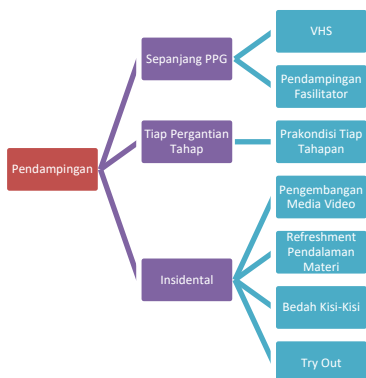 Pendampingan
Sepanjang PPG
VHS
Pendampingan
Fasilitator
Tiap Pergantian
Tahap
Prakondisi Tiap
Tahapan
Insidental
Pengembangan
Media Video
Refreshment
Pendalaman
Materi
Bedah Kisi-Kisi
Try Out